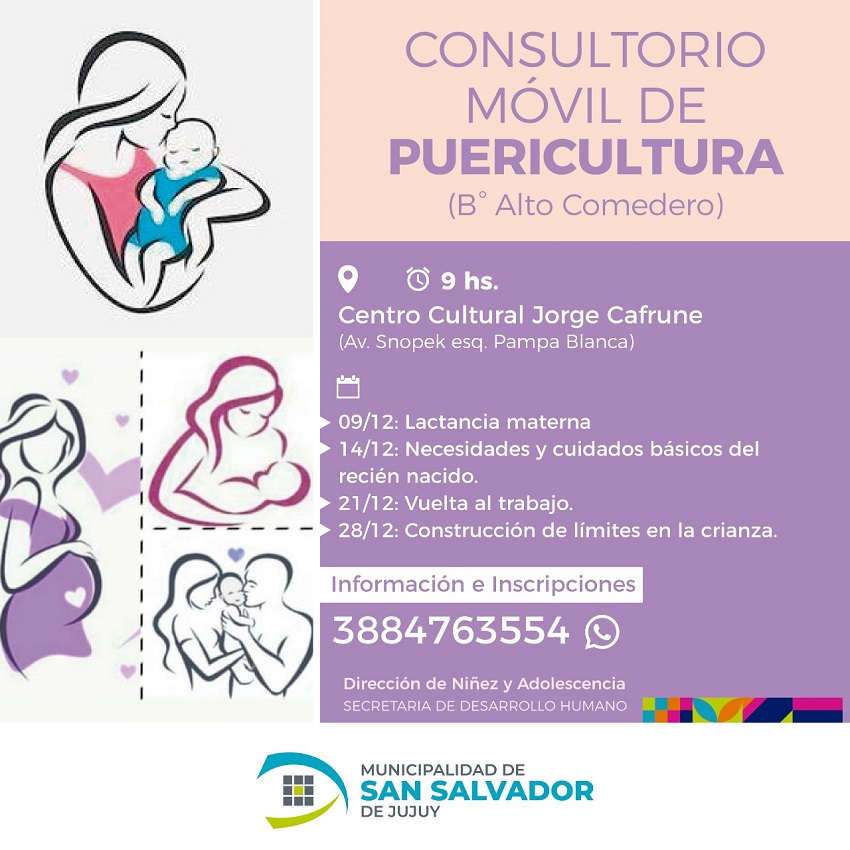 CONSULTORIO
MÓVIL DE
PUERICULTURA
(B° Alto Comedero)
9 hs.
Centro Cultural Jorge Cafrune
(Av. Snopek esq. Pampa Blanca)
09/12: Lactancia materna
14/12: Necesidades y cuidados básicos del
recién nacido.
21/12: Vuelta al trabajo.
28/12: Construcción de límites en la crianza.
Información e Inscripciones
3884763554
Dirección de Niñez y Adolescencia
SECRETARIA DE DESARROLLO HUMANO
MUNICIPALIDAD DE
SAN SALVADOR
DE JUJUY